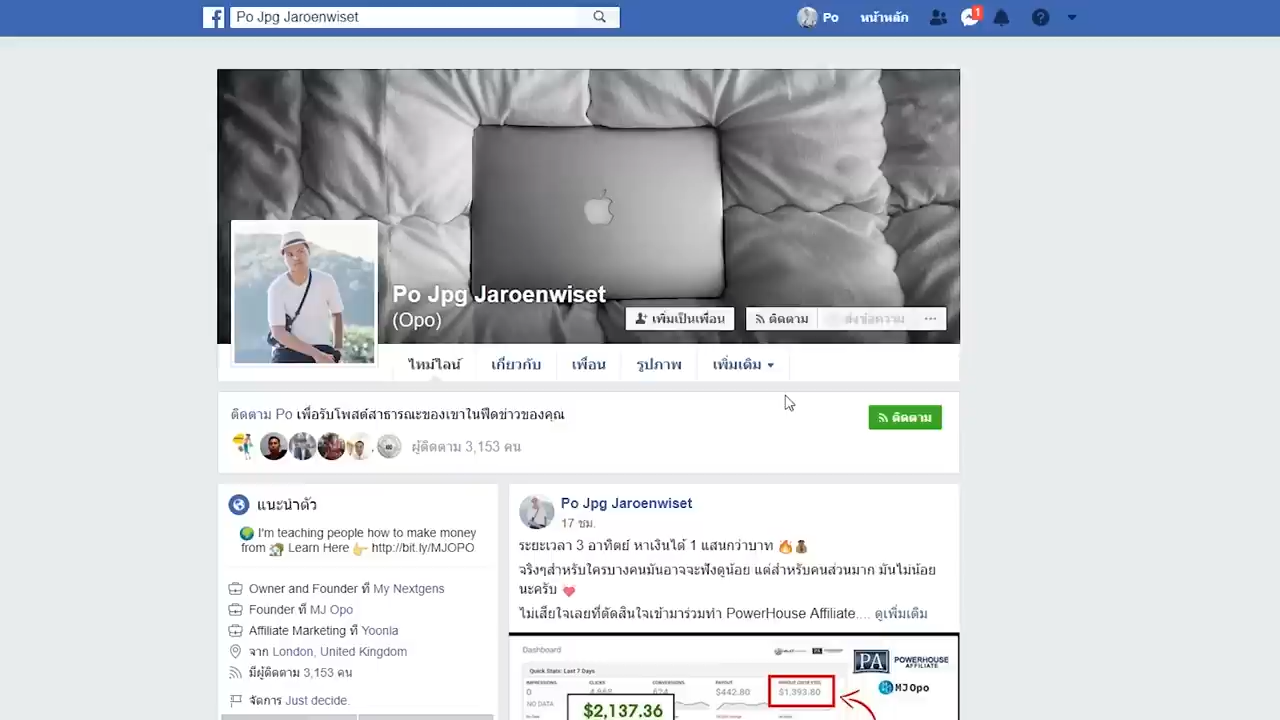 Po Jpg Jaroenwiset
Po
หน้าหลัก
1
Po Jpg Jaroenwiset
(Opo)
เพิ่มเป็นเพื่อน
ติดตาม
ส่งข้อความ
ไทม์ไลน์
เกี่ยวกับ
เพื่อน
รูปภาพ
เพิ่มเติม
ติดตาม Po เพื่อรับโพสต์สาธารณะของเขาในฟีดข่าวของคุณ
ติดตาม
ผู้ติดตาม 3,153 คน
แนะนำตัว
I'm teaching people how to make money
from Learn Here http://bit.ly/MJOPO
Owner and Founder ที่ My Nextgens
Founder ที่ MJ Opo
Affiliate Marketing ที่ Yoonla
จาก London, United Kingdom
มีผู้ติดตาม 3,153 คน
จัดการ Just decide.
Po Jpg Jaroenwiset
17 ชม.
ระยะเวลา 3 อาทิตย์ หาเงินได้ 1 แสนกว่าบาท
จริงๆสำหรับใครบางคนมันอาจจะฟังดูน้อย แต่สำหรับคนส่วนมาก มันไม่น้อย
นะครับ
ไม่เสียใจเลยที่ตัดสินใจเข้ามาร่วมทำ PowerHouse Affiliate.... ดูเพิ่มเติม
Dashboard
Quick Stats: Last 7 Days
IMPRESSIONS
CLICKS
CONVERSIONS
PAYOUT
0
$442.80
$1,393.80
NO DATA
$2,137.36
PA
POWERHOUSE
AFFILIATE
MJ Opo